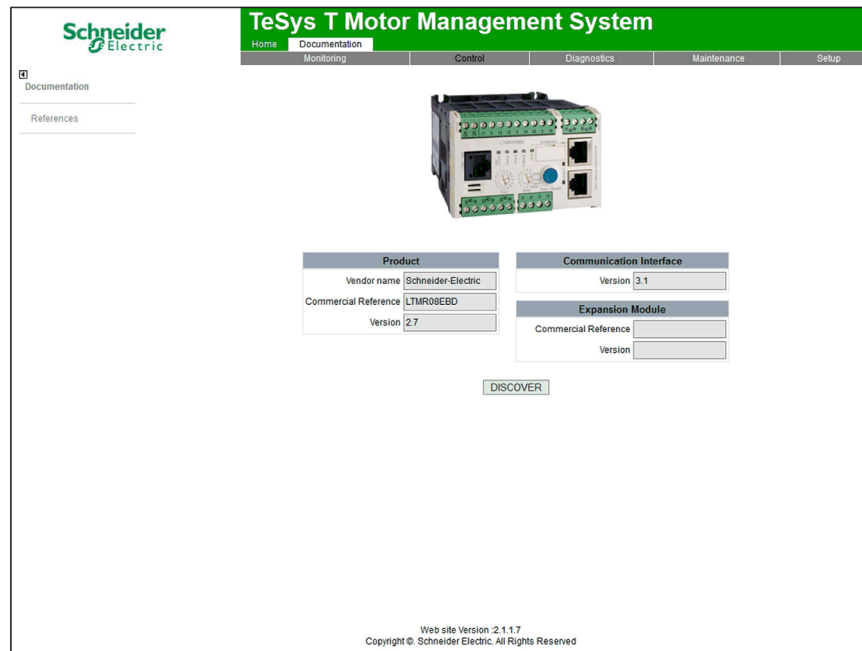 Schneider
Electric
TeSys T Motor Management System
Home Documentation
Monitoring Control Diagnostics Maintenance Setup
Documentation
References
LTMR08EBD
Product
Vendor name Schneider-Electric
Commercial Reference LTMR08EBD
Version 2.7
Communication Interface
Version 3.1
Expansion Module
Commercial Reference
Version
DISCOVER
Web site Version :2.1.1.7
Copyright ©. Schneider Electric. All Rights Reserved